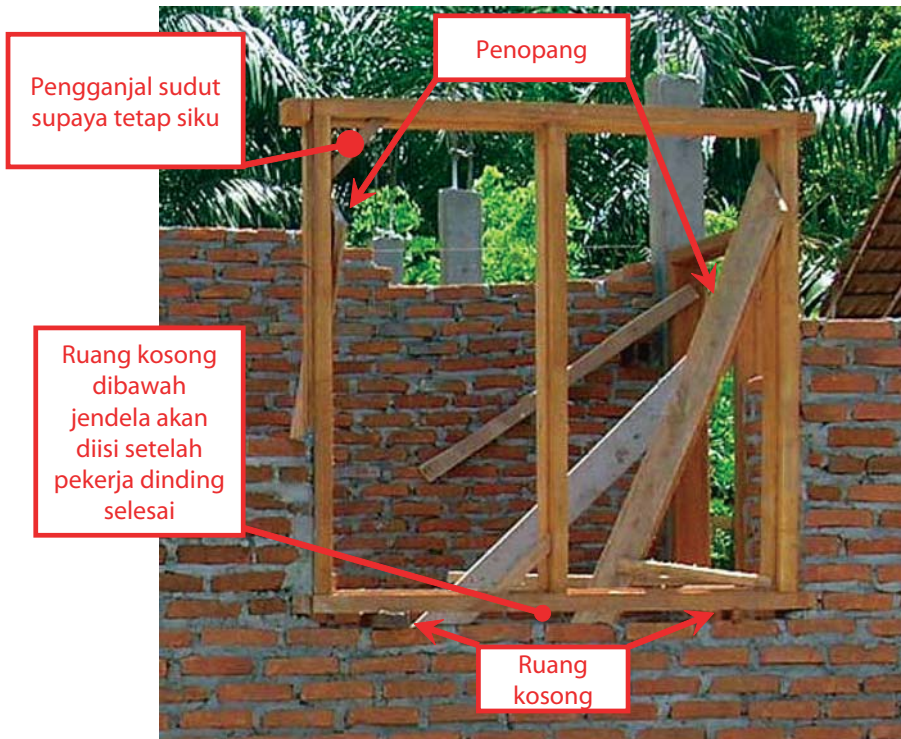 Penopang
Pengganjal sudut
supaya tetap siku
Ruang kosong
dibawah
jendela akan
diisi setelah
pekerja dinding
selesai
Ruang
kosong